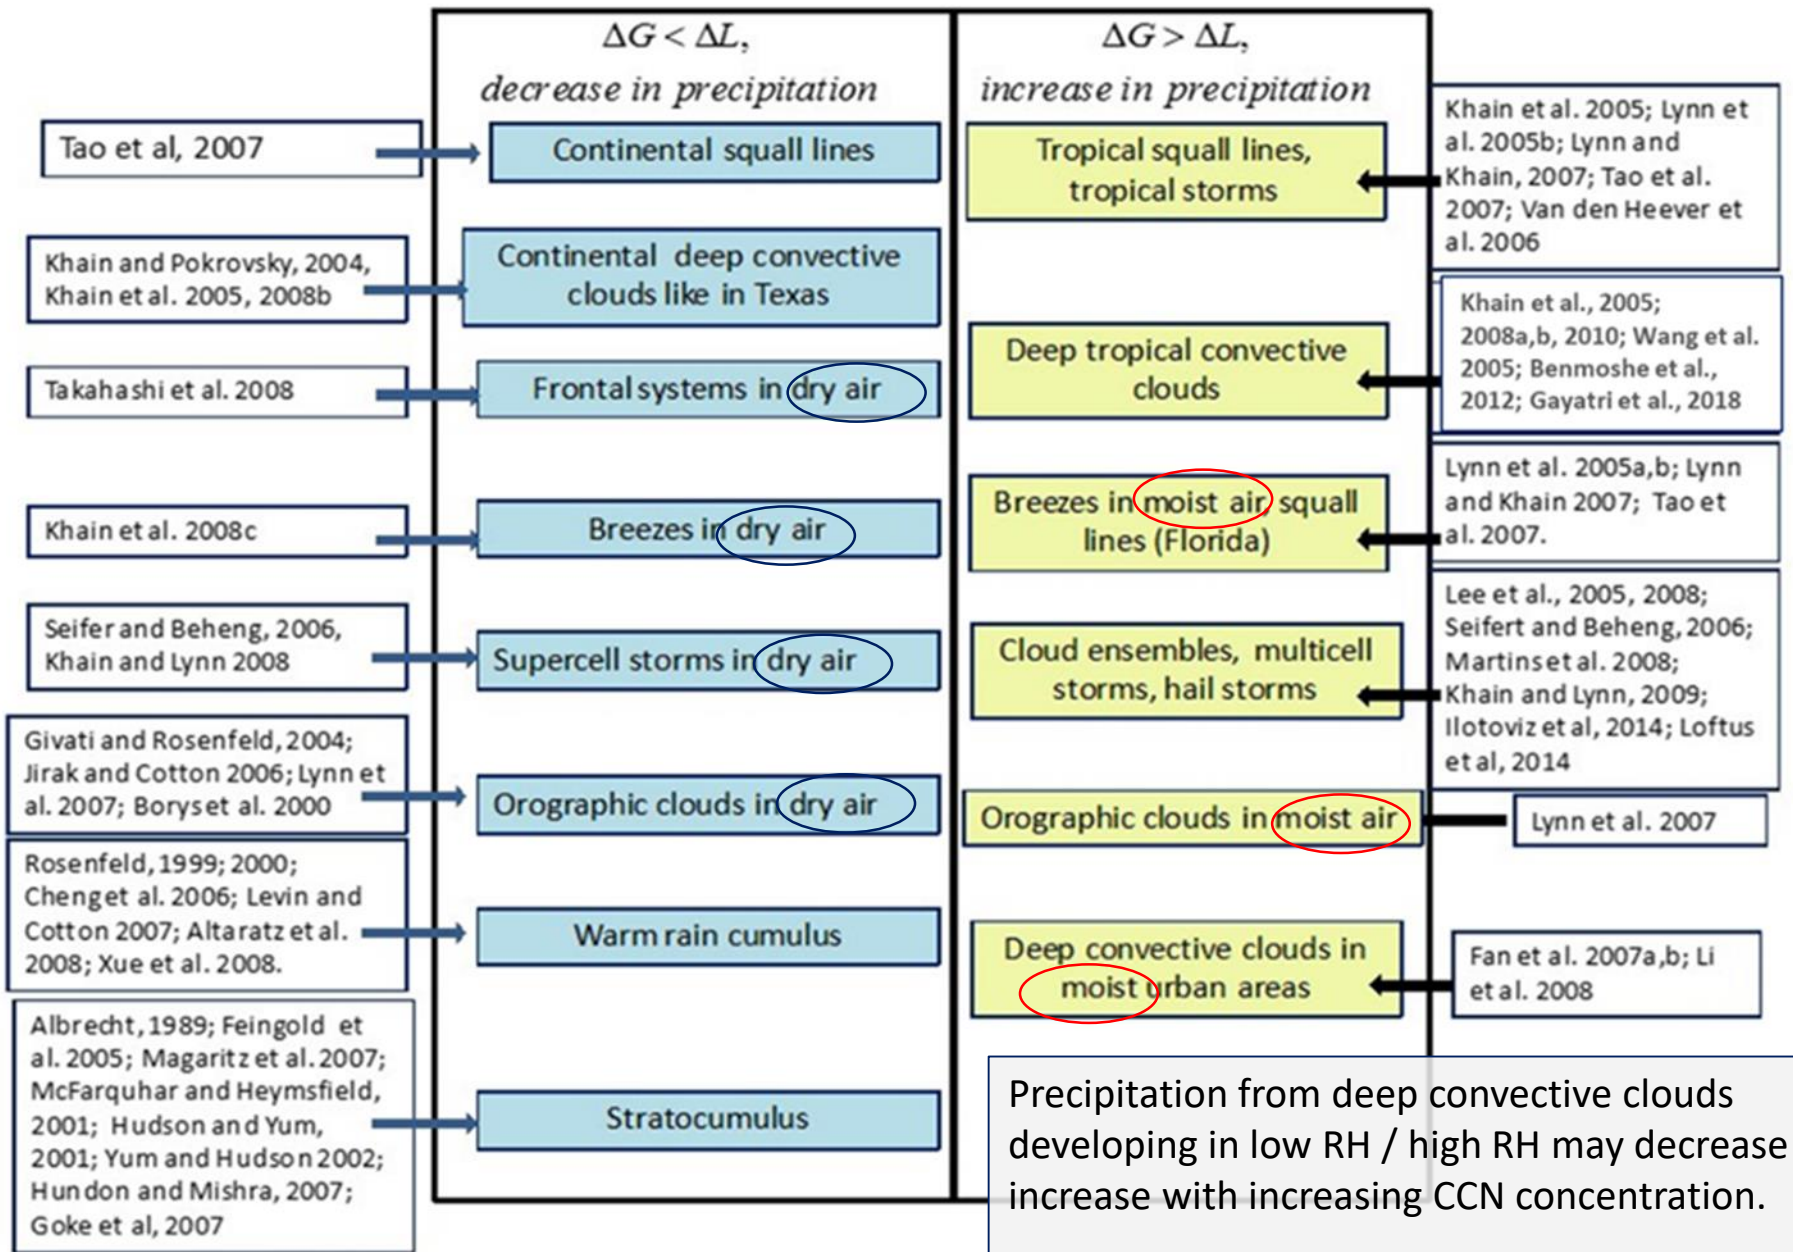 ΔG < ΔL,
decrease in precipitation
ΔG > ΔL,
increase in precipitation
Tao et al, 2007
Continental squall lines
Khain and Pokrovsky, 2004,
Khain et al. 2005, 2008b
Continental deep convective
clouds like in Texas
Takahashi et al. 2008
Frontal systems in dry air
Khain et al. 2008c
Breezes in dry air
Seifer and Beheng, 2006,
Khain and Lynn 2008
Supercell storms in dry air
Givati and Rosenfeld, 2004;
Jirak and Cotton 2006; Lynn et
al. 2007; Borys et al. 2000
Orographic clouds in dry air
Rosenfeld, 1999; 2000;
Cheng et al. 2006; Levin and
Cotton 2007; Altaratz et al.
2008; Xue et al. 2008.
Warm rain cumulus
Albrecht, 1989; Feingold et
al. 2005; Magaritz et al. 2007;
McFarquhar and Heymsfield,
2001; Hudson and Yum,
2001; Yum and Hudson 2002;
Hundon and Mishra, 2007;
Goke et al, 2007
Stratocumulus
Tropical squall lines,
tropical storms
Khain et al. 2005; Lynn et
al. 2005b; Lynn and
Khain, 2007; Tao et al.
2007; Van den Heever et
al. 2006
Deep tropical convective
clouds
Khain et al., 2005;
2008a,b, 2010; Wang et al.
2005; Benmoshe et al.,
2012; Gayatri et al., 2018
Breezes in moist air, squall
lines (Florida)
Lynn et al. 2005a,b; Lynn
and Khain 2007; Tao et
al. 2007.
Cloud ensembles, multicell
storms, hail storms
Lee et al., 2005, 2008;
Seifert and Beheng, 2006;
Martins et al. 2008;
Khain and Lynn, 2009;
Ilotoviz et al, 2014; Loftus
et al, 2014
Orographic clouds in moist air
Lynn et al. 2007
Deep convective clouds in
moist urban areas
Fan et al. 2007a,b; Li
et al. 2008
Precipitation from deep convective clouds
developing in low RH / high RH may decrease
increase with increasing CCN concentration.